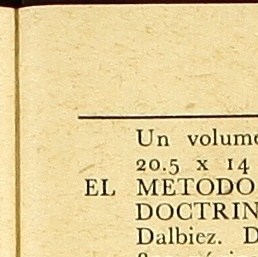 Un volume
20.5 x 14
EL METODO
DOCTRIN
Dalbiez. D